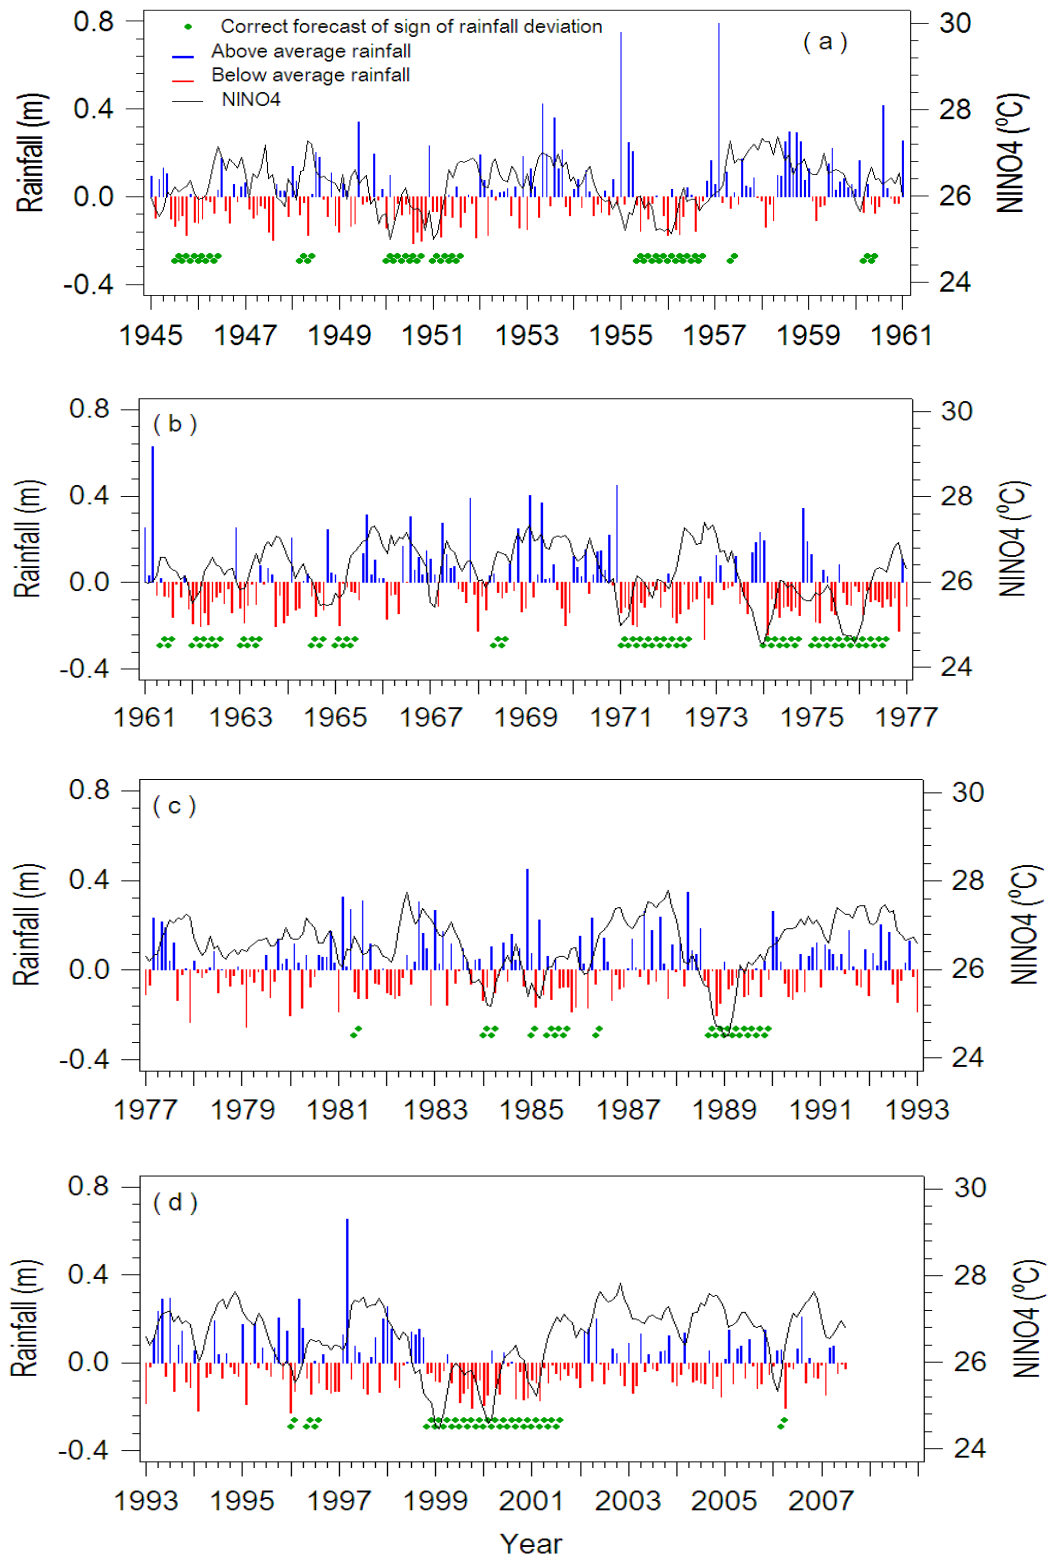 Correct forecast of sign of rainfall deviation
Above average rainfall
Below average rainfall
NINO4
( a )
0.8
0.4
0.0
-0.4
Rainfall (m)
30
28
26
24
NINO4 (⁰C)
1945 1947 1949 1951 1953 1955 1957 1959 1961
( b )
0.8
0.4
0.0
-0.4
Rainfall (m)
30
28
26
24
NINO4 (⁰C)
1961 1963 1965 1967 1969 1971 1973 1975 1977
( c )
0.8
0.4
0.0
-0.4
Rainfall (m)
30
28
26
24
NINO4 (⁰C)
1977 1979 1981 1983 1985 1987 1989 1991 1993
( d )
0.8
0.4
0.0
-0.4
Rainfall (m)
30
28
26
24
NINO4 (⁰C)
1993 1995 1997 1999 2001 2003 2005 2007
Year